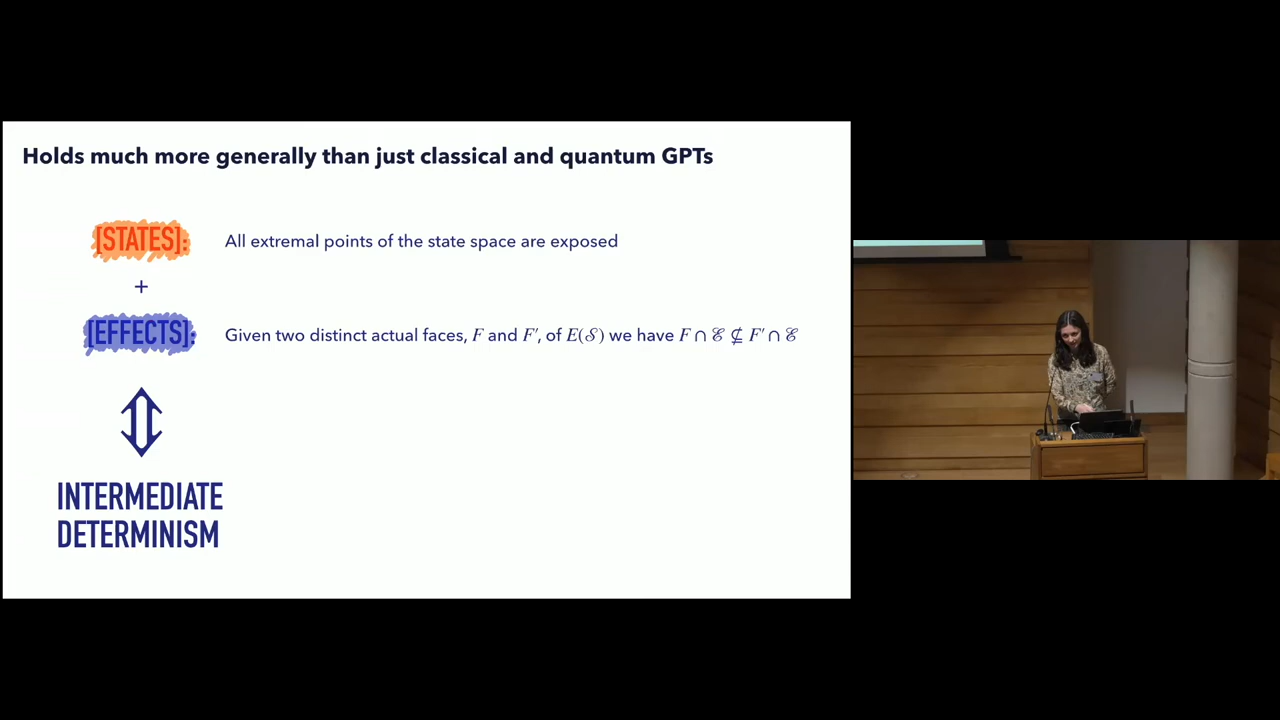 Holds much more generally than just classical and quantum GPTs
[STATES]: All extremal points of the state space are exposed
+
[EFFECTS]: Given two distinct actual faces, F and F′, of E(𝒮) we have F ∩ ℰ ⊈ F′ ∩ ℰ
⇕
INTERMEDIATE
DETERMINISM